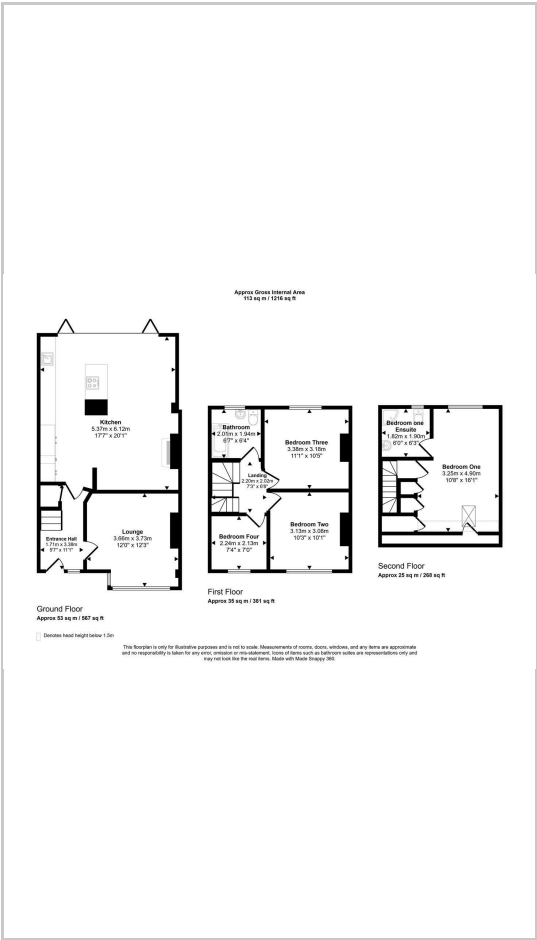 Approx Gross Internal Area
113 sq m / 1216 sq ft
Kitchen
5.37m x 6.12m
17'7" x 20'1"
Entrance Hall
1.71m x 3.38m
5'7" x 11'1"
Lounge
3.66m x 3.73m
12'0" x 12'3"
Ground Floor
Approx 53 sq m / 567 sq ft
Bathroom
2.01m x 1.94m
6'7" x 6'4"
Bedroom Three
3.38m x 3.18m
11'1" x 10'5"
Landing
2.20m x 2.02m
7'3" x 6'8"
Bedroom Four
2.24m x 2.13m
7'4" x 7'0"
Bedroom Two
3.13m x 3.08m
10'3" x 10'1"
First Floor
Approx 35 sq m / 381 sq ft
Bedroom one
Ensuite
1.82m x 1.90m
6'0" x 6'3"
Bedroom One
3.25m x 4.90m
10'8" x 16'1"
Second Floor
Approx 25 sq m / 268 sq ft
Denotes head height below 1.5m
This floorplan is only for illustrative purposes and is not to scale. Measurements of rooms, doors, windows, and any items are approximate
and no responsibility is taken for any error, omission or mis-statement. Icons of items such as bathroom suites are representations only and
may not look like the real items. Made with Made Snappy 360.